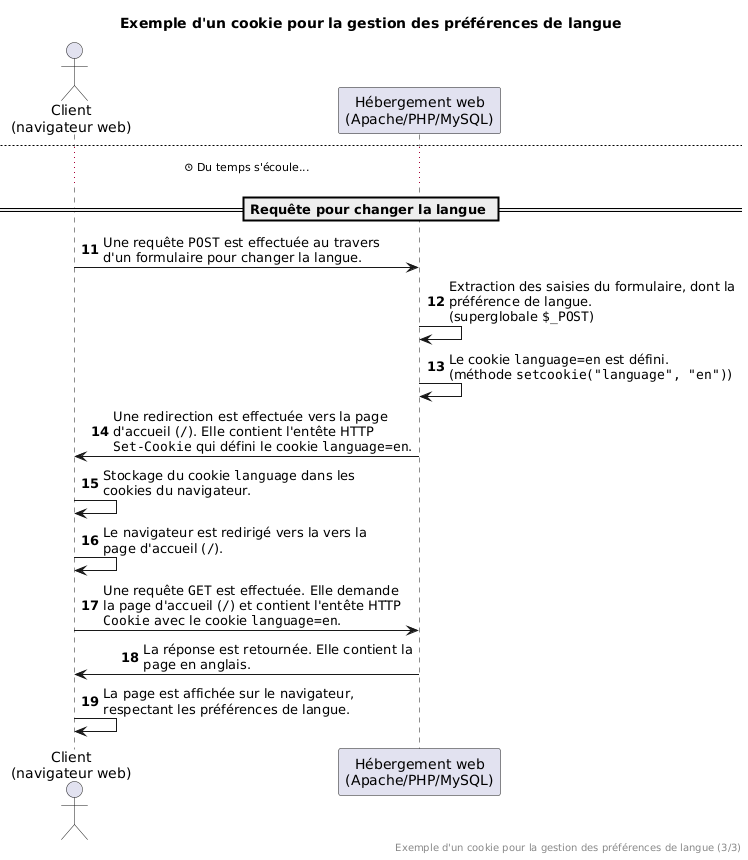 Exemple d'un cookie pour la gestion des préférences de langue
Client
(navigateur web)
Hébergement web
(Apache/PHP/MySQL)
Du temps s'écoule...
Requête pour changer la langue
11 Une requête POST est effectuée au travers
d'un formulaire pour changer la langue.
Extraction des saisies du formulaire, dont la
12 préférence de langue.
(superglobale $_POST)
13 Le cookie language=en est défini.
(méthode setcookie("language", "en"))
Une redirection est effectuée vers la page
14 d'accueil (/). Elle contient l'entête HTTP
Set-Cookie qui défini le cookie language=en.
15 Stockage du cookie language dans les
cookies du navigateur.
16 Le navigateur est redirigé vers la vers la
page d'accueil (/).
Une requête GET est effectuée. Elle demande
17 la page d'accueil (/) et contient l'entête HTTP
Cookie avec le cookie language=en.
18 La réponse est retournée. Elle contient la
page en anglais.
19 La page est affichée sur le navigateur,
respectant les préférences de langue.
Client
(navigateur web)
Hébergement web
(Apache/PHP/MySQL)
Exemple d'un cookie pour la gestion des préférences de langue (3/3)